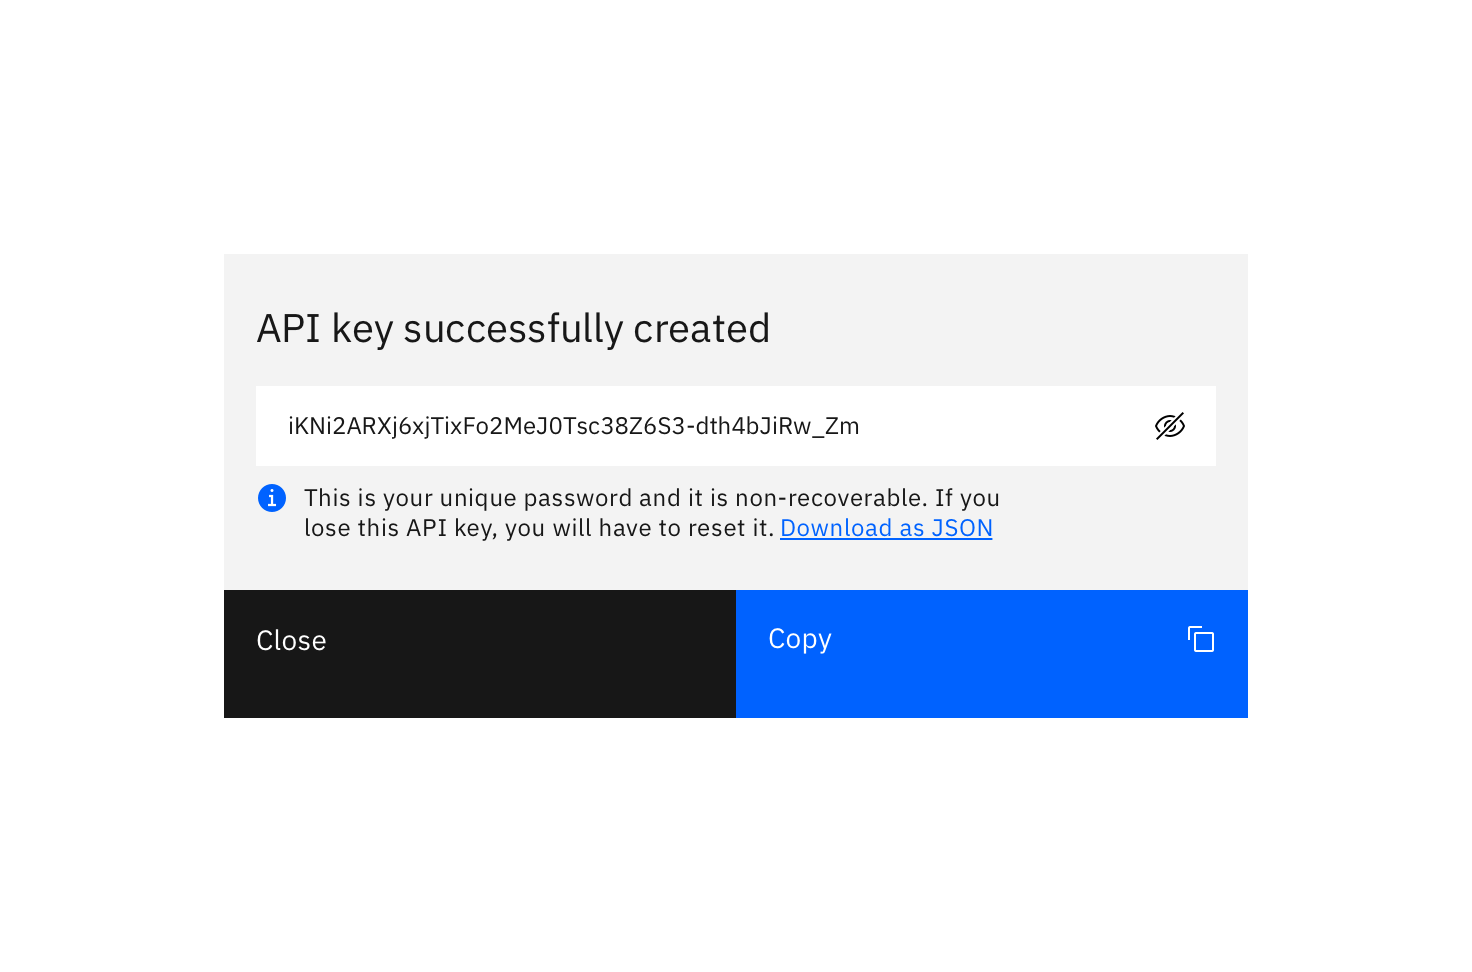 API key successfully created
iKNi2ARXj6xjTixFo2MeJ0Tsc38Z6S3-dth4bJiRw_Zm
This is your unique password and it is non-recoverable. If you
lose this API key, you will have to reset it. Download as JSON
Close
Copy